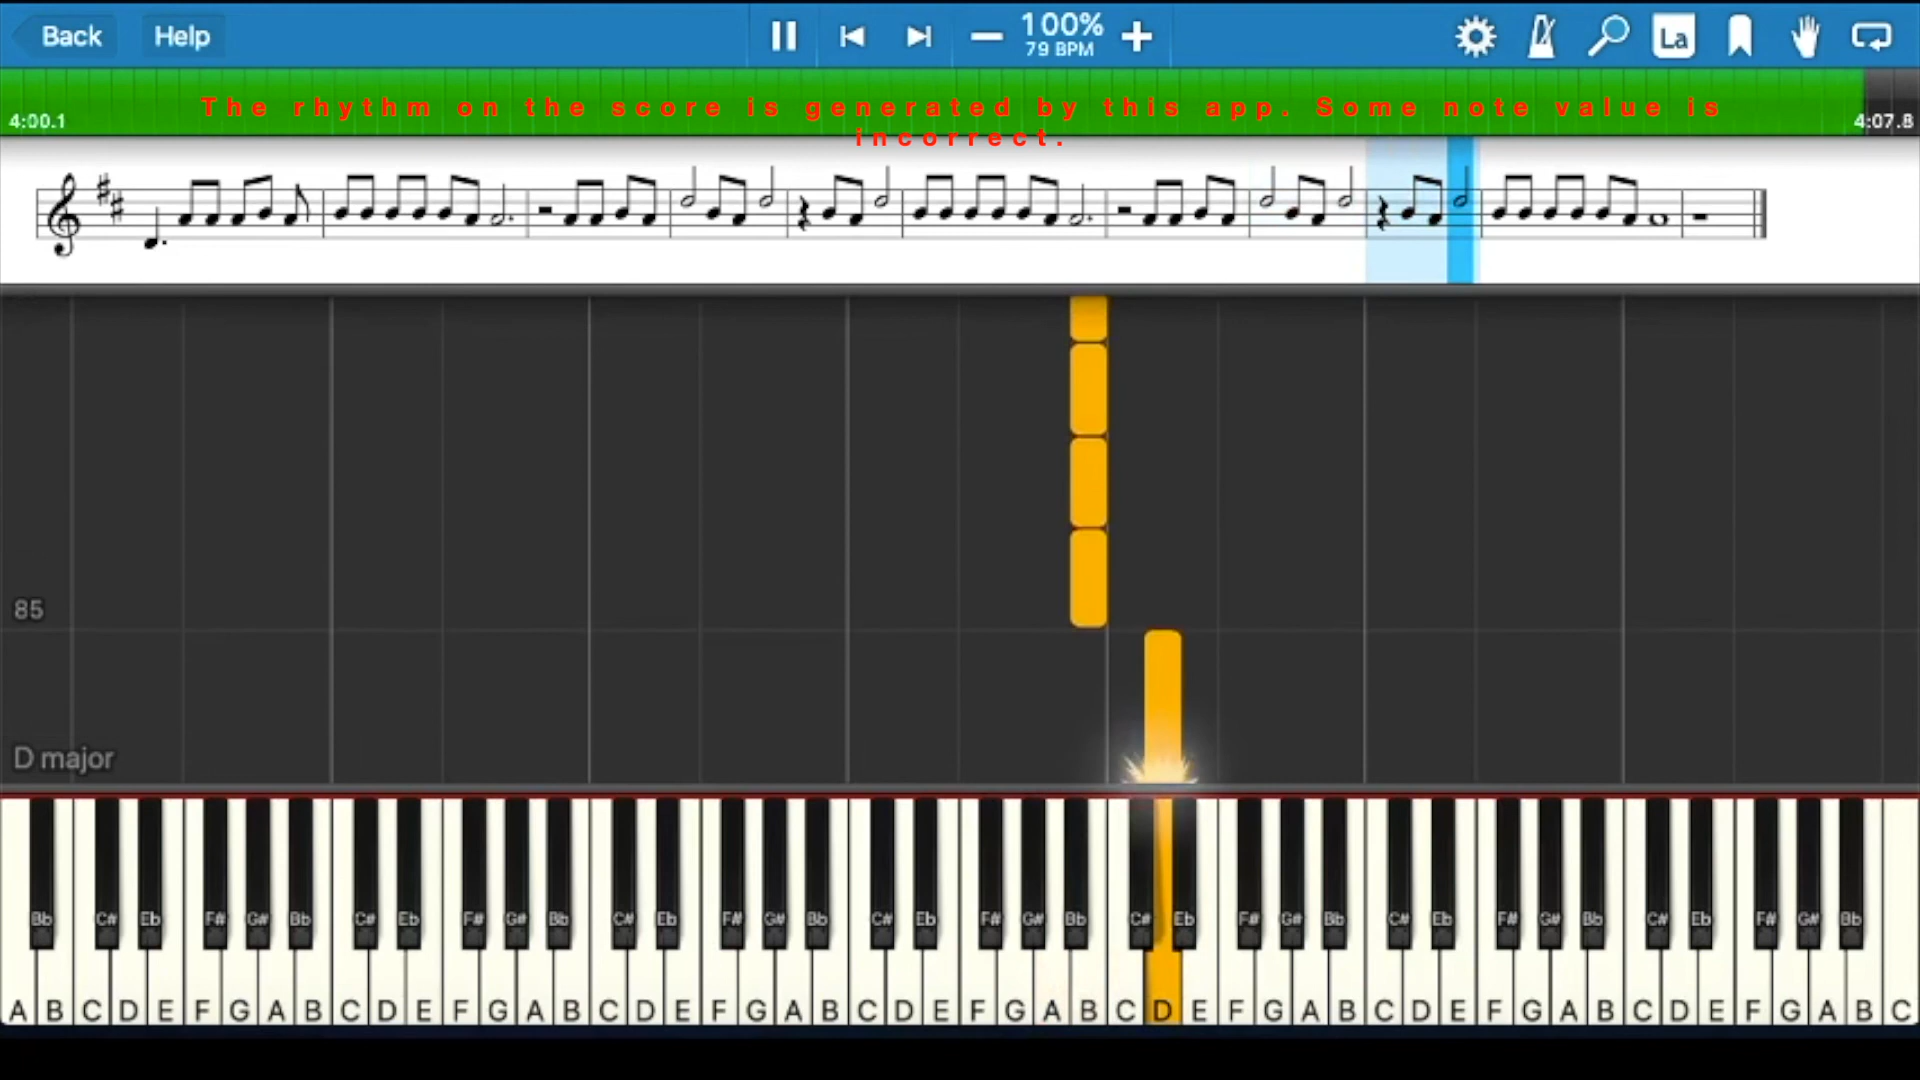 Back Help 100% La
79 BPM
4:00.1 The rhythm on the score is generated by this app. Some note value is 4:07.8
incorrect.
85
D major
Bb C# Eb F# G# Bb C# Eb F# G# Bb C# Eb F# G# Bb C# Eb F# G# Bb C# Eb F# G# Bb C# Eb F# G# Bb C# Eb F# G# Bb
A B C D E F G A B C D E F G A B C D E F G A B C D E F G A B C D E F G A B C D E F G A B C D E F G A B C